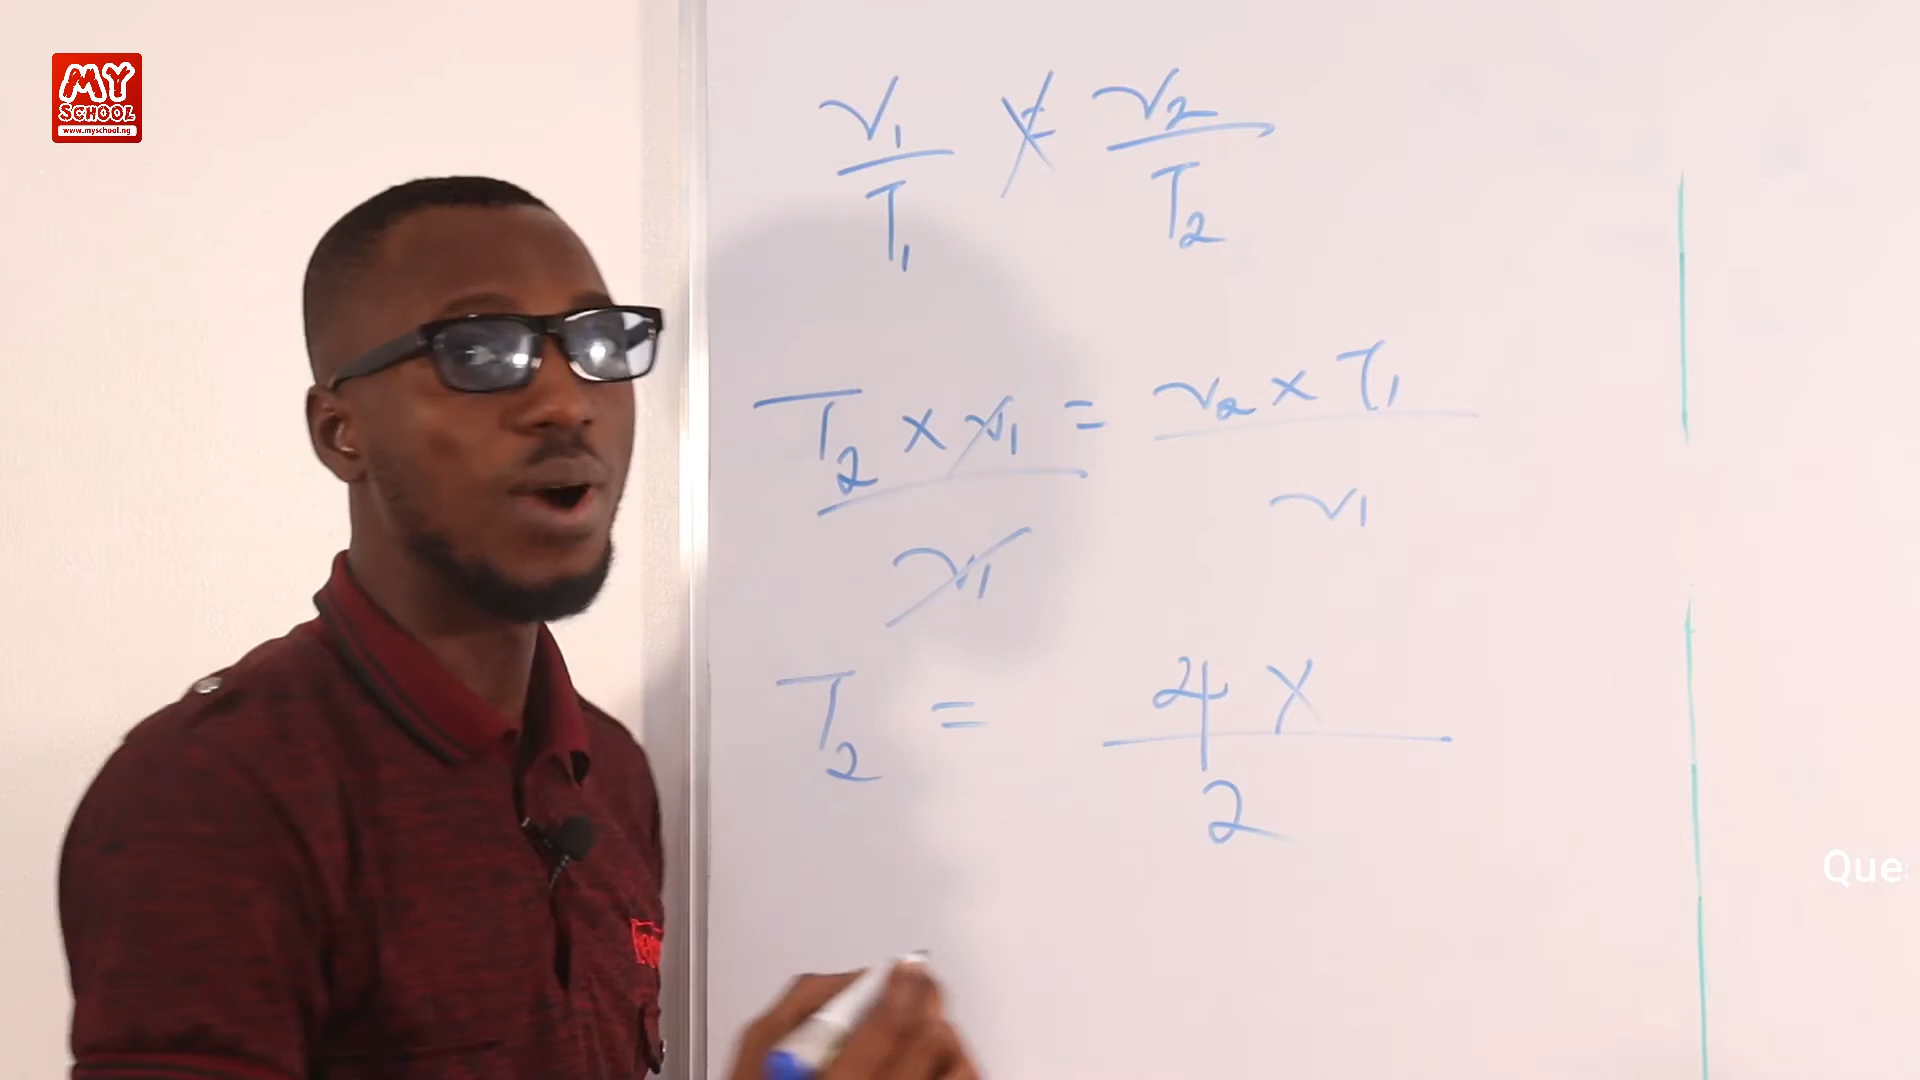 MY
SCHOOL
www.myschool.ng
V₁/T₁ = V₂/T₂
T₂ × V₁ = V₂ × T₁
V₁ V₁
T₂ = 4 ×
2
Que